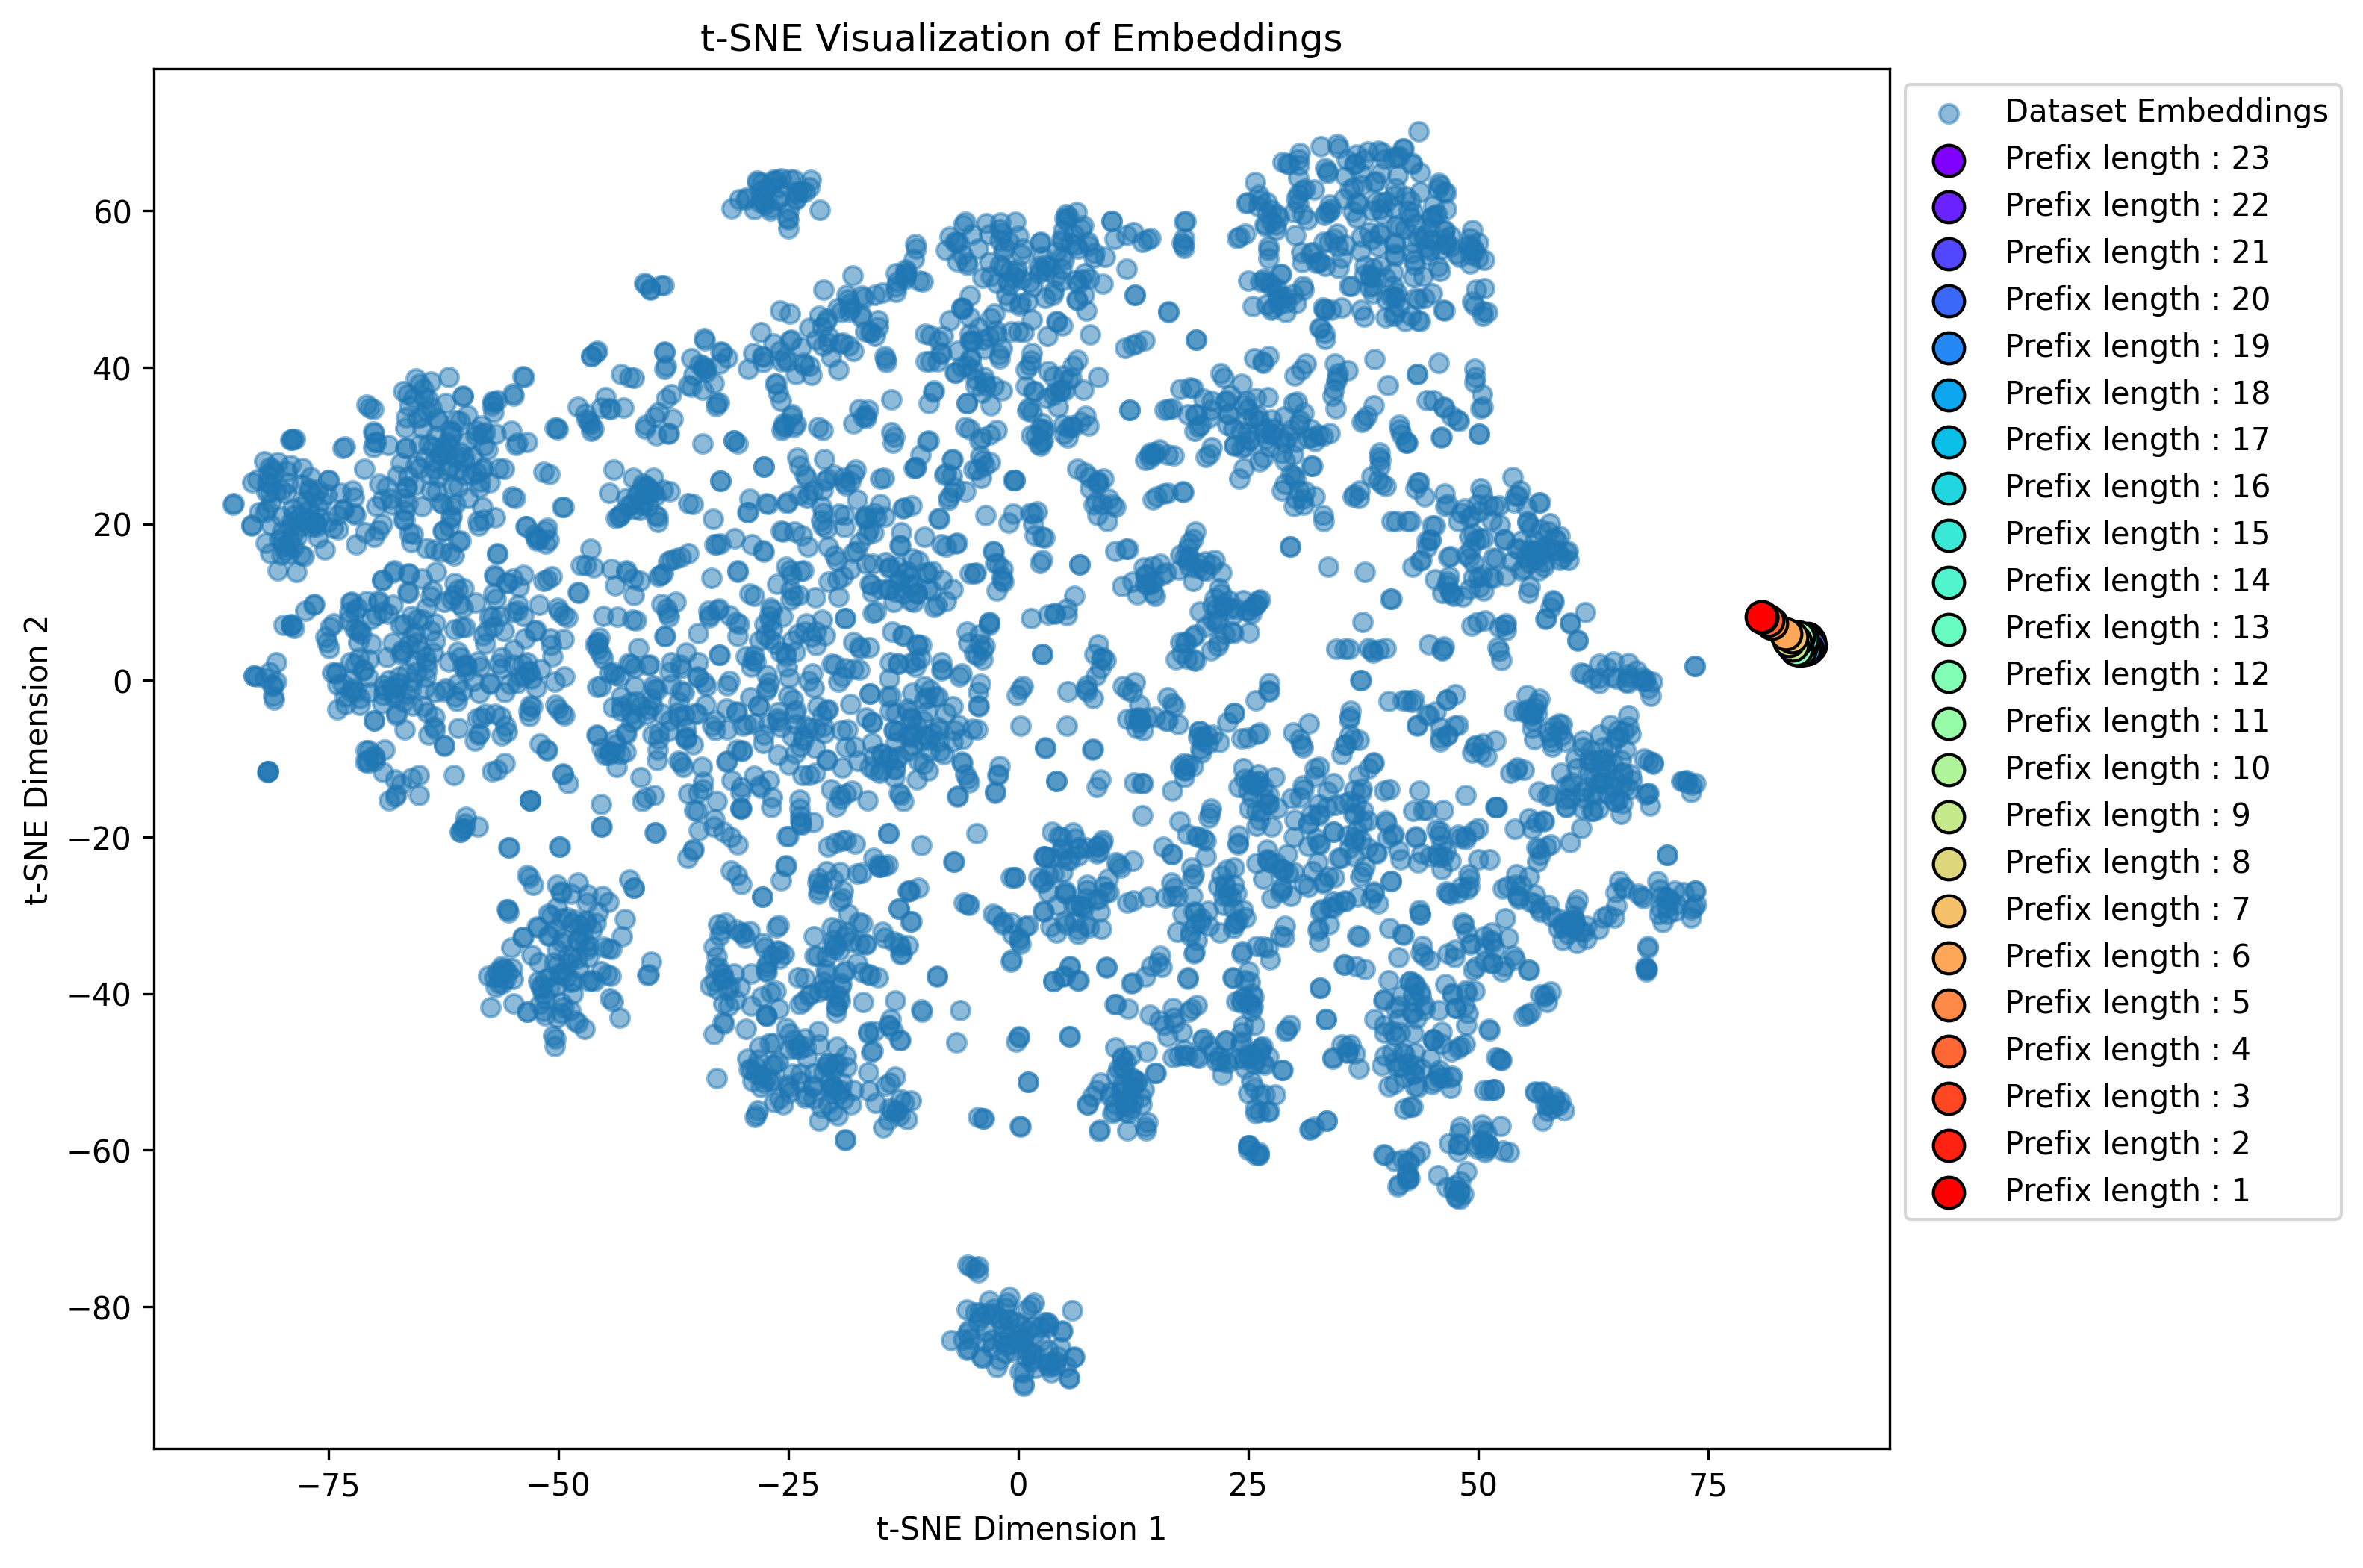 t-SNE Visualization of Embeddings
t-SNE Dimension 2
60
40
20
0
−20
−40
−60
−80
−75
−50
−25
0
25
50
75
t-SNE Dimension 1
Dataset Embeddings
Prefix length : 23
Prefix length : 22
Prefix length : 21
Prefix length : 20
Prefix length : 19
Prefix length : 18
Prefix length : 17
Prefix length : 16
Prefix length : 15
Prefix length : 14
Prefix length : 13
Prefix length : 12
Prefix length : 11
Prefix length : 10
Prefix length : 9
Prefix length : 8
Prefix length : 7
Prefix length : 6
Prefix length : 5
Prefix length : 4
Prefix length : 3
Prefix length : 2
Prefix length : 1